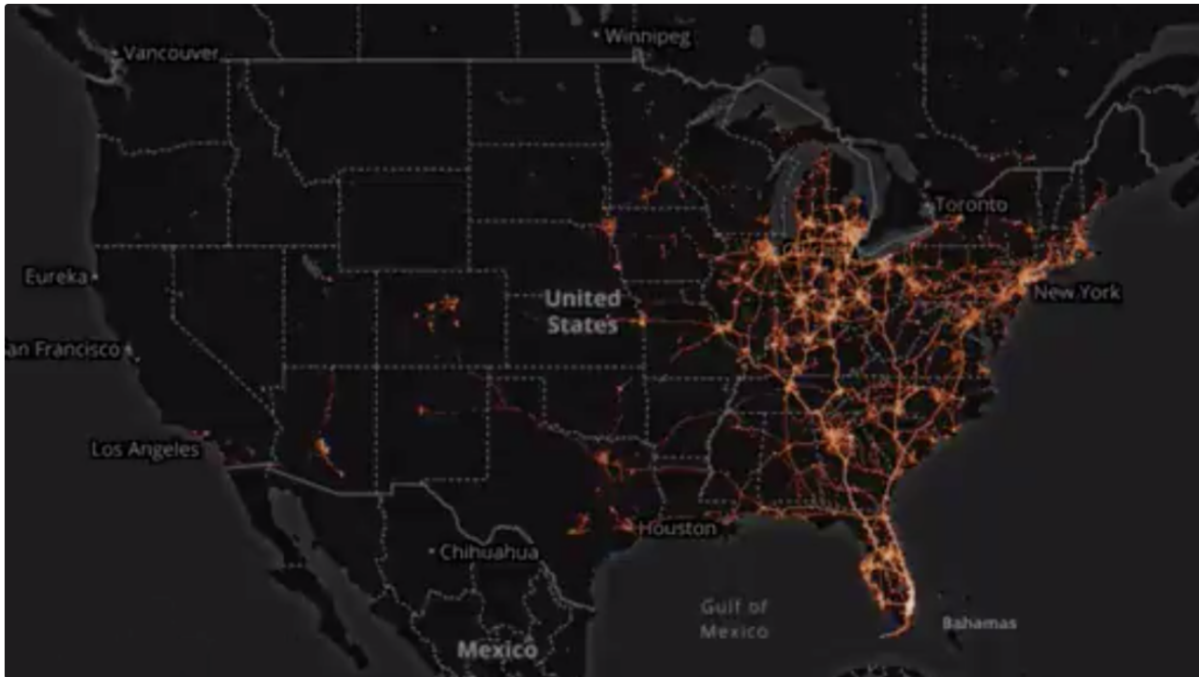 Winnipeg
Vancouver
Toronto
Eureka
New York
United
States
an Francisco
Los Angeles
Houston
Chihuahua
Gulf of
Mexico
Bahamas
Mexico